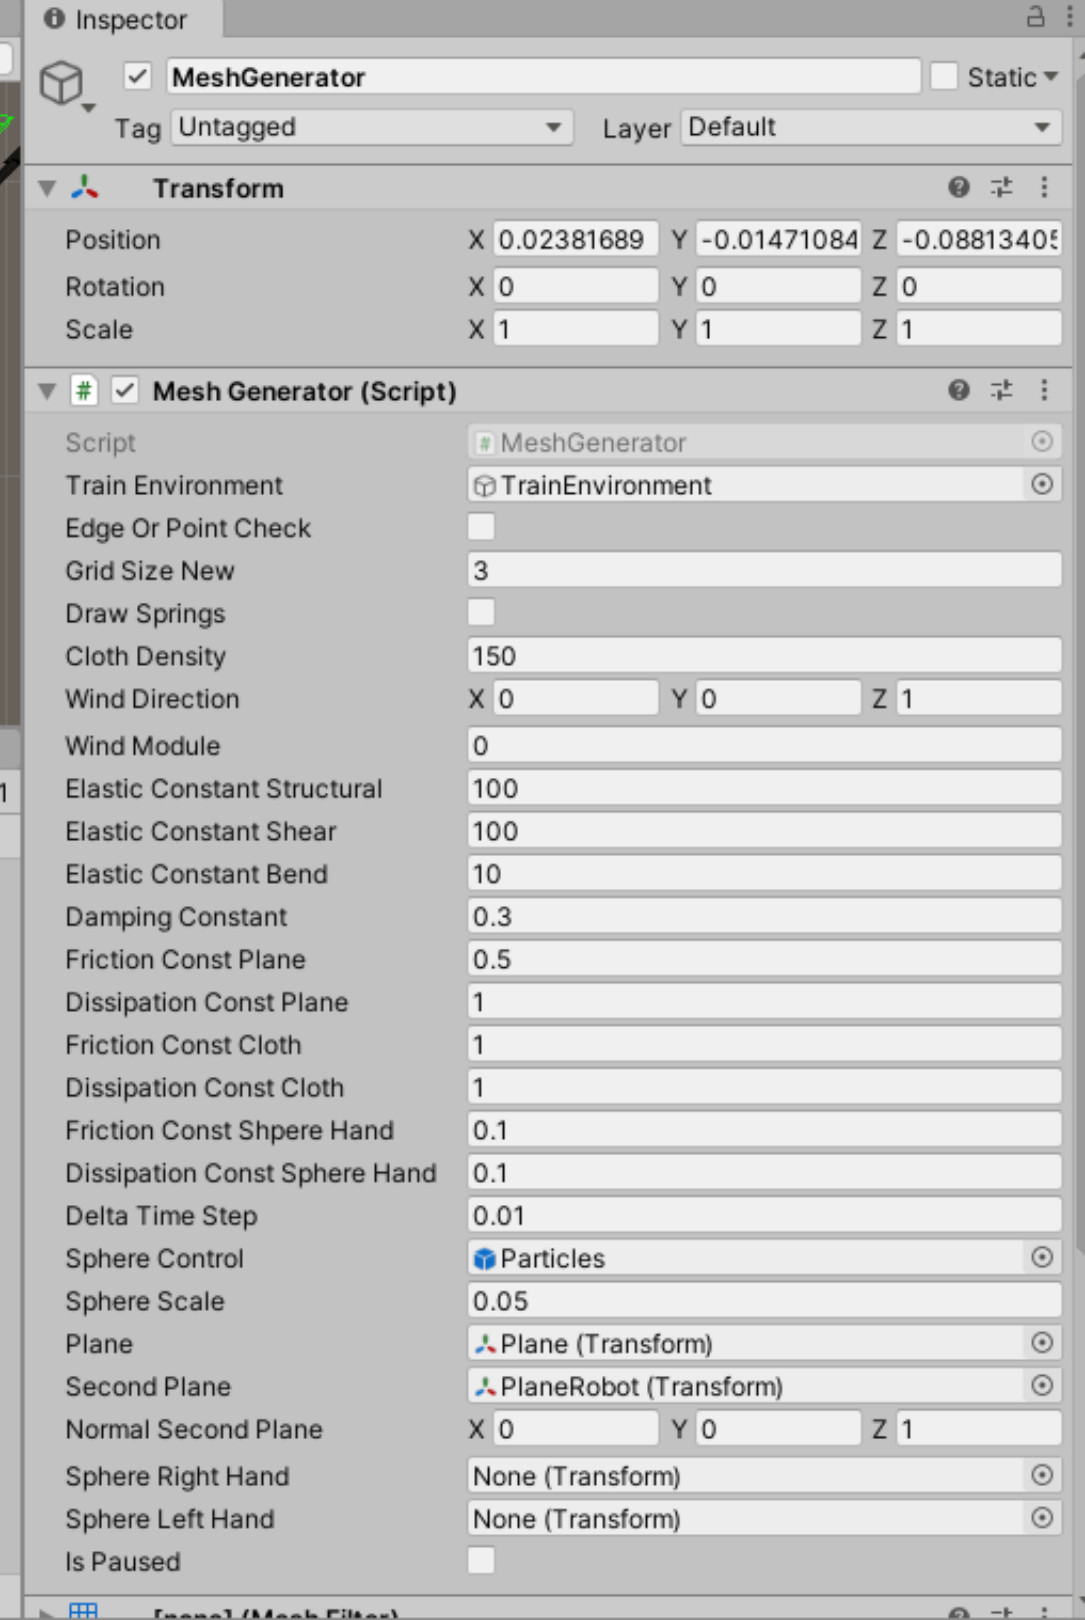 Inspector
MeshGenerator Static
Tag Untagged Layer Default
Transform
Position X 0.02381689 Y -0.01471084 Z -0.08813405
Rotation X 0 Y 0 Z 0
Scale X 1 Y 1 Z 1
# Mesh Generator (Script)
Script # MeshGenerator
Train Environment TrainEnvironment
Edge Or Point Check
Grid Size New 3
Draw Springs
Cloth Density 150
Wind Direction X 0 Y 0 Z 1
Wind Module 0
1
Elastic Constant Structural 100
Elastic Constant Shear 100
Elastic Constant Bend 10
Damping Constant 0.3
Friction Const Plane 0.5
Dissipation Const Plane 1
Friction Const Cloth 1
Dissipation Const Cloth 1
Friction Const Shpere Hand 0.1
Dissipation Const Sphere Hand 0.1
Delta Time Step 0.01
Sphere Control Particles
Sphere Scale 0.05
Plane Plane (Transform)
Second Plane PlaneRobot (Transform)
Normal Second Plane X 0 Y 0 Z 1
Sphere Right Hand None (Transform)
Sphere Left Hand None (Transform)
Is Paused
[none] (Mesh Filter)